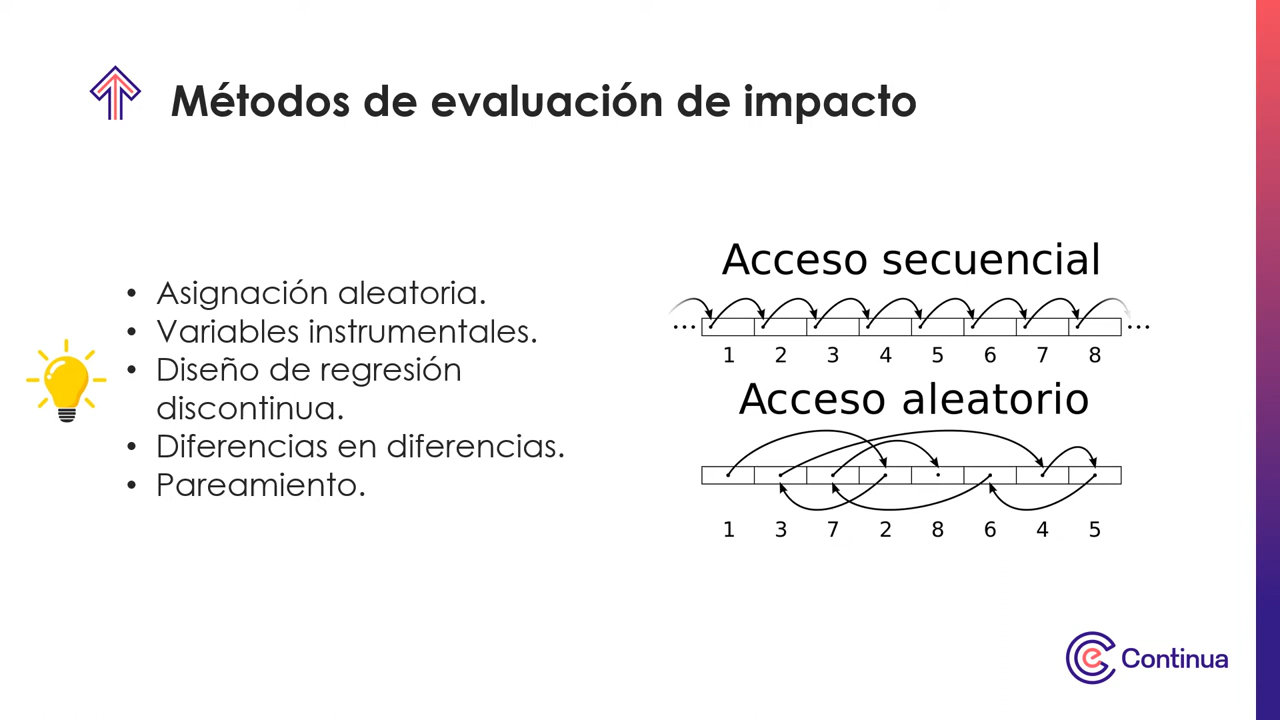 Métodos de evaluación de impacto
• Asignación aleatoria.
• Variables instrumentales.
• Diseño de regresión
discontinua.
• Diferencias en diferencias.
• Pareamiento.
Acceso secuencial
... ...
1 2 3 4 5 6 7 8
Acceso aleatorio
1 3 7 2 8 6 4 5
e Continua